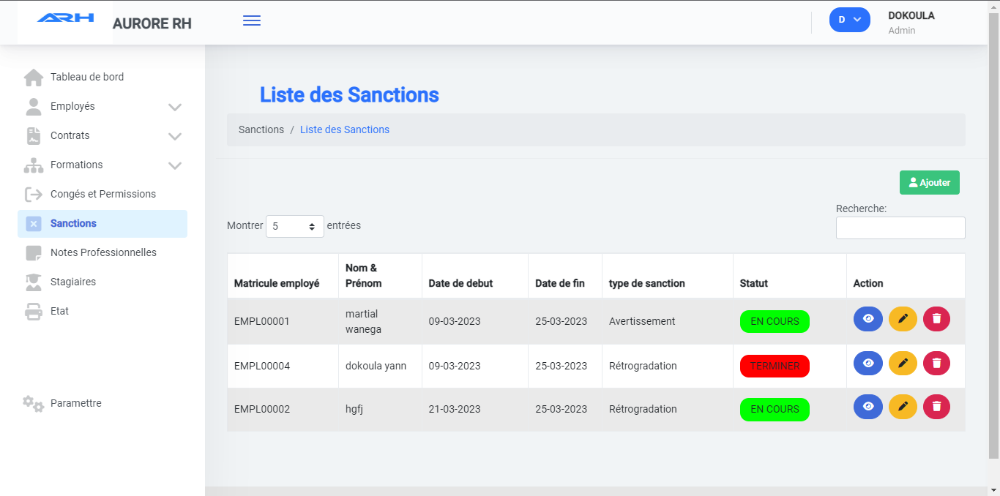 ARH
AURORE RH
D
DOKOULA
Admin
Tableau de bord
Employés
Contrats
Formations
Congés et Permissions
Sanctions
Notes Professionnelles
Stagiaires
Etat
Paramettre
Liste des Sanctions
Sanctions / Liste des Sanctions
Ajouter
Montrer 5 entrées
Recherche:
Matricule employé Nom & Prénom Date de debut Date de fin type de sanction Statut Action
EMPL00001 martial wanega 09-03-2023 25-03-2023 Avertissement EN COURS
EMPL00004 dokoula yann 09-03-2023 25-03-2023 Rétrogradation TERMINER
EMPL00002 hgfj 21-03-2023 25-03-2023 Rétrogradation EN COURS